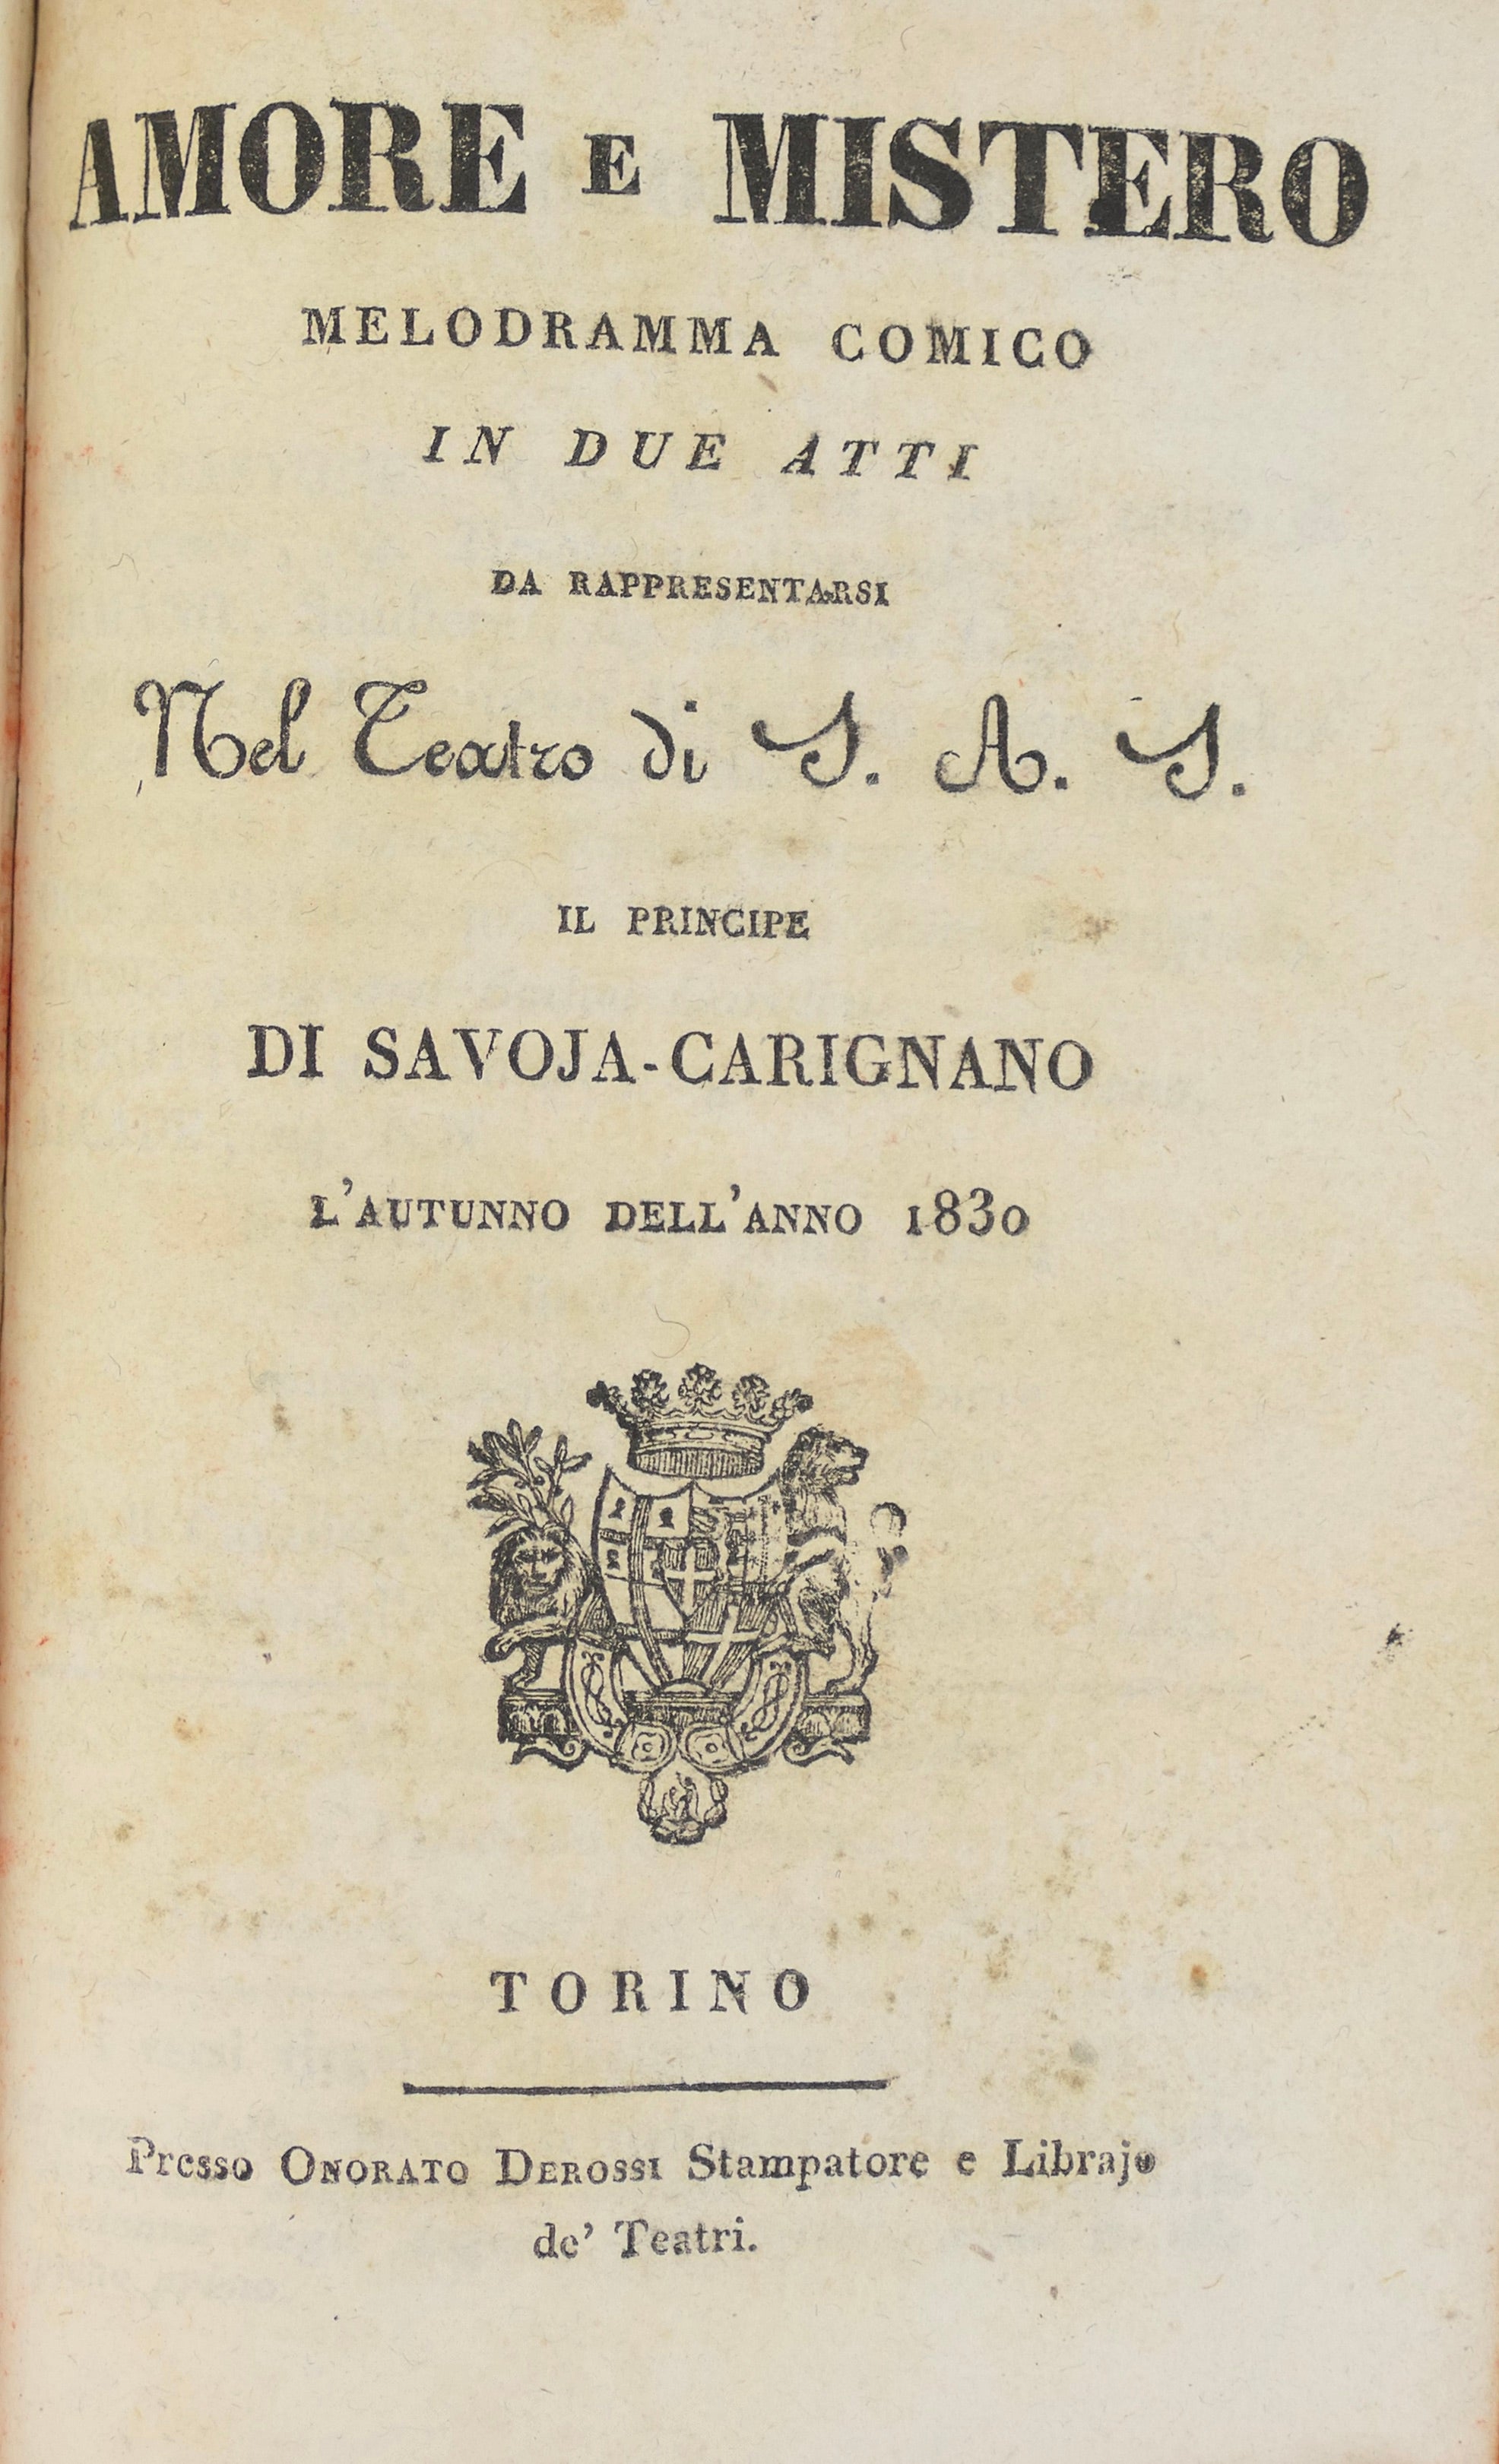 AMORE E MISTERO
MELODRAMMA COMICO
IN DUE ATTI
DA RAPPRESENTARSI
Nel Teatro di S. A. S.
IL PRINCIPE
DI SAVOJA-CARIGNANO
L'AUTUNNO DELL'ANNO 1830
TORINO
Presso ONORATO DEROSSI Stampatore e Librajo
de' Teatri.